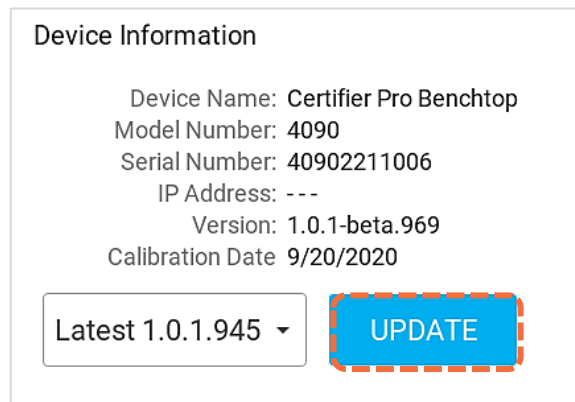 Device Information
Device Name: Certifier Pro Benchtop
Model Number: 4090
Serial Number: 40902211006
IP Address: ---
Version: 1.0.1-beta.969
Calibration Date 9/20/2020
Latest 1.0.1.945
UPDATE